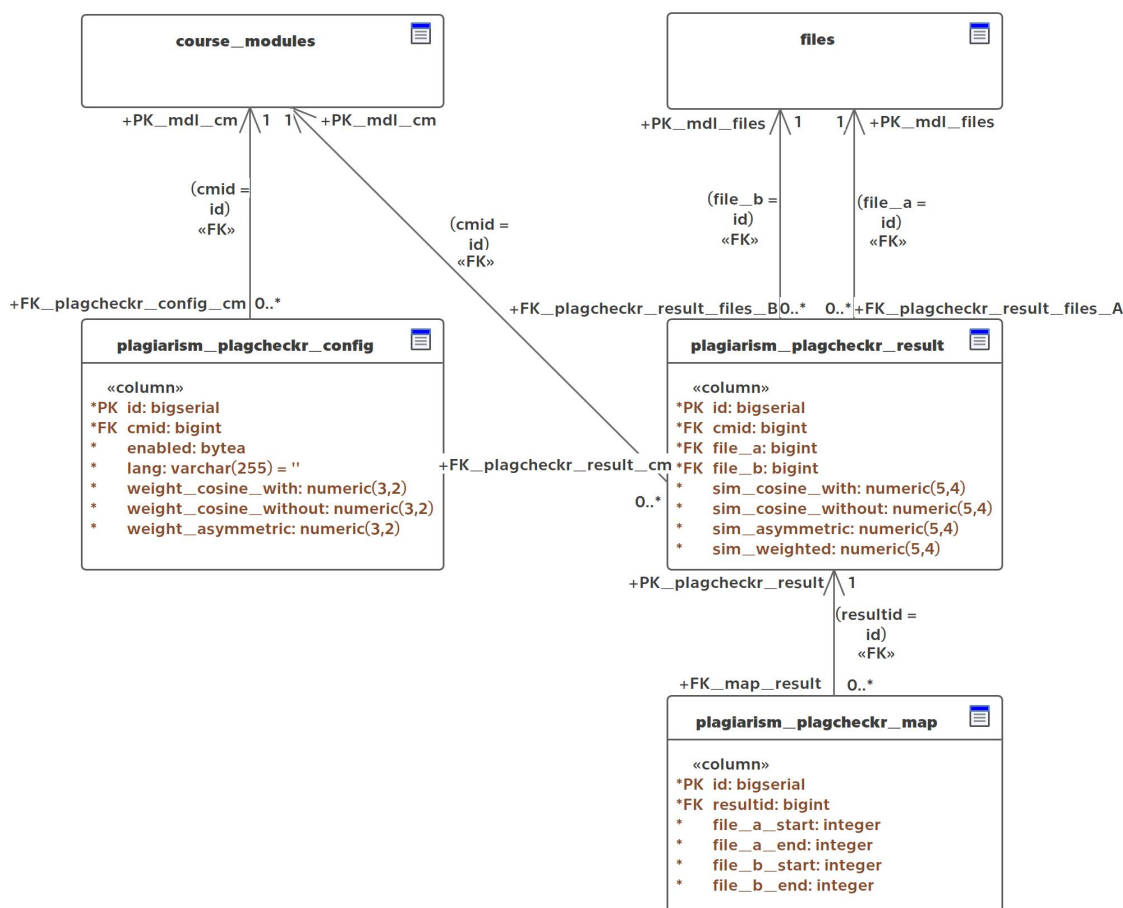 course_modules
files
+PK_mdl_cm 1 1 +PK_mdl_cm
+PK_mdl_files 1 1 +PK_mdl_files
(cmid =
id)
«FK»
(cmid =
id)
«FK»
(file_b =
id)
«FK»
(file_a =
id)
«FK»
+FK_plagcheckr_config_cm 0..*
+FK_plagcheckr_result_files_B 0..* 0..* +FK_plagcheckr_result_files_A
plagiarism_plagcheckr_config
«column»
*PK id: bigserial
*FK cmid: bigint
* enabled: bytea
* lang: varchar(255) = ''
* weight_cosine_with: numeric(3,2)
* weight_cosine_without: numeric(3,2)
* weight_asymmetric: numeric(3,2)
+FK_plagcheckr_result_cm
0..*
plagiarism_plagcheckr_result
«column»
*PK id: bigserial
*FK cmid: bigint
*FK file_a: bigint
*FK file_b: bigint
* sim_cosine_with: numeric(5,4)
* sim_cosine_without: numeric(5,4)
* sim_asymmetric: numeric(5,4)
* sim_weighted: numeric(5,4)
+PK_plagcheckr_result 1
(resultid =
id)
«FK»
+FK_map_result 0..*
plagiarism_plagcheckr_map
«column»
*PK id: bigserial
*FK resultid: bigint
* file_a_start: integer
* file_a_end: integer
* file_b_start: integer
* file_b_end: integer